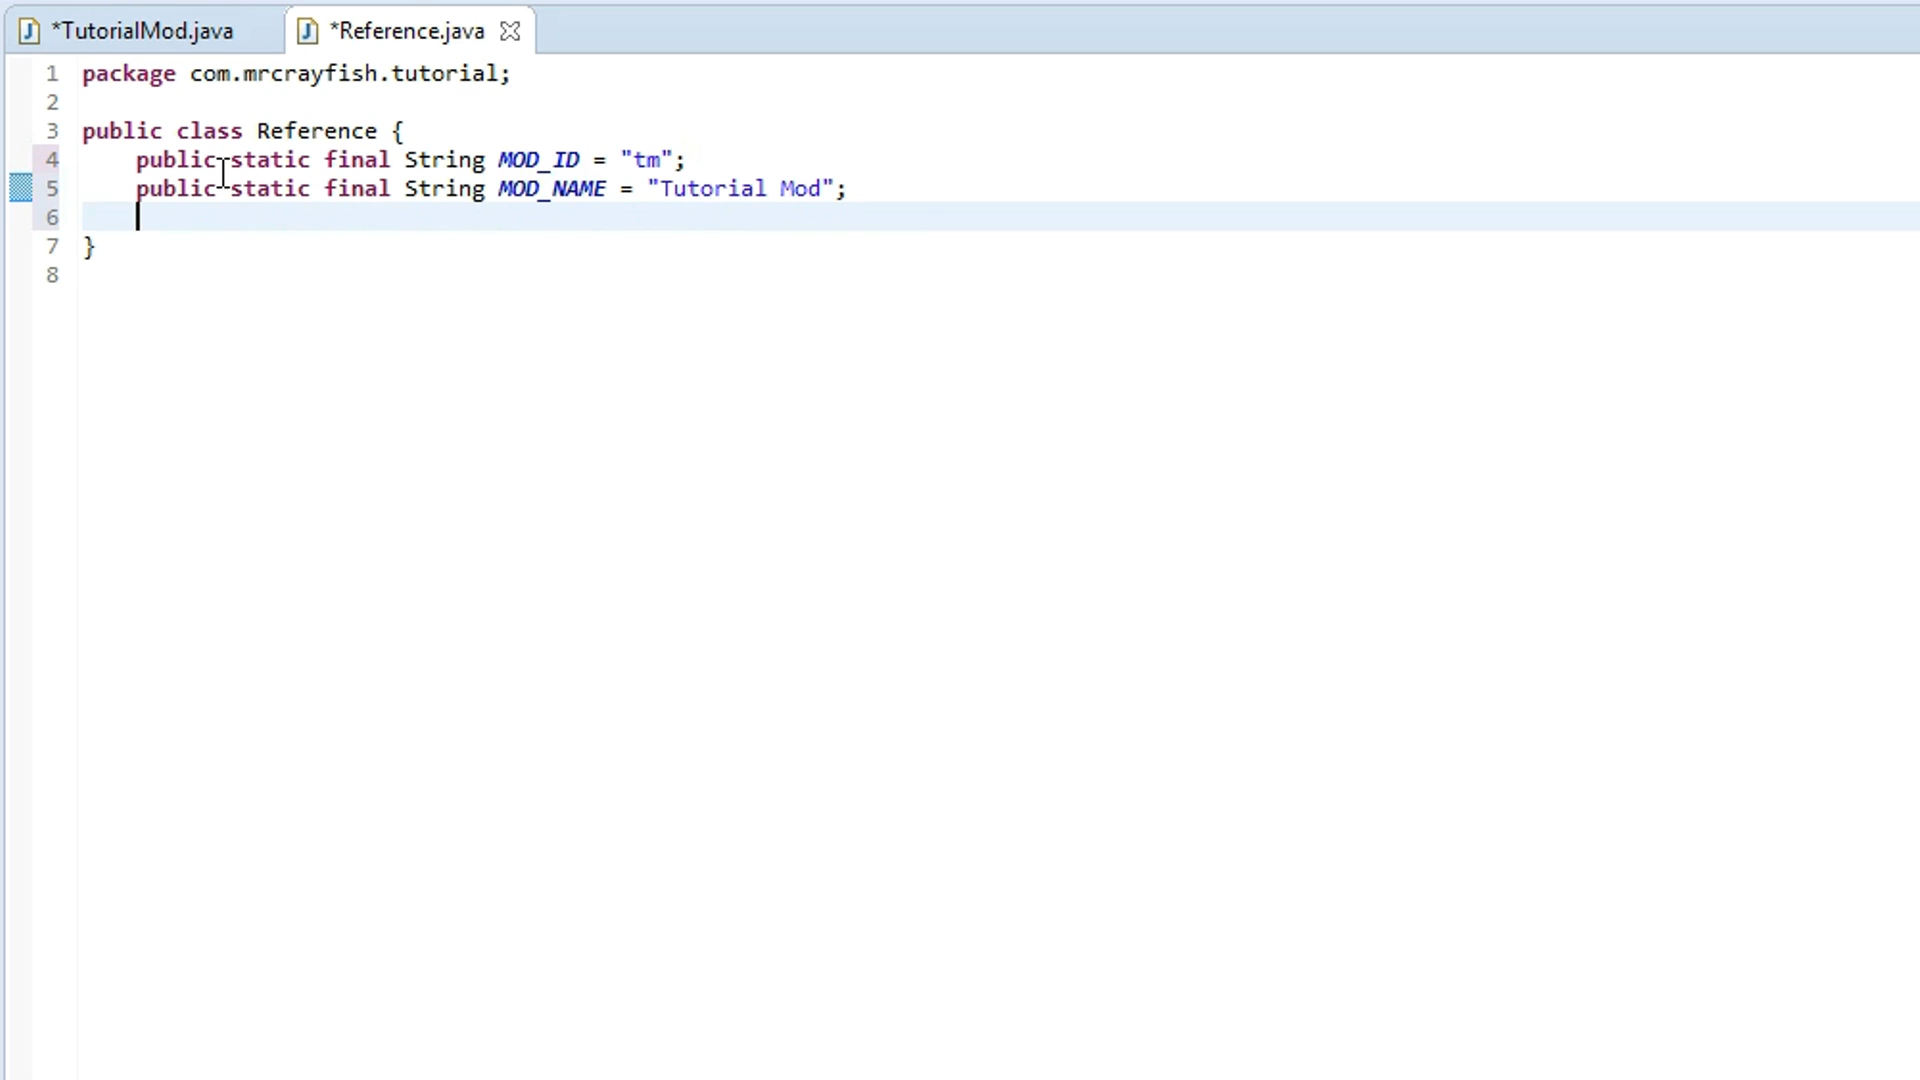 *TutorialMod.java
*Reference.java
1 package com.mrcrayfish.tutorial;
2
3 public class Reference {
4 public static final String MOD_ID = "tm";
5 public static final String MOD_NAME = "Tutorial Mod";
6
7 }
8